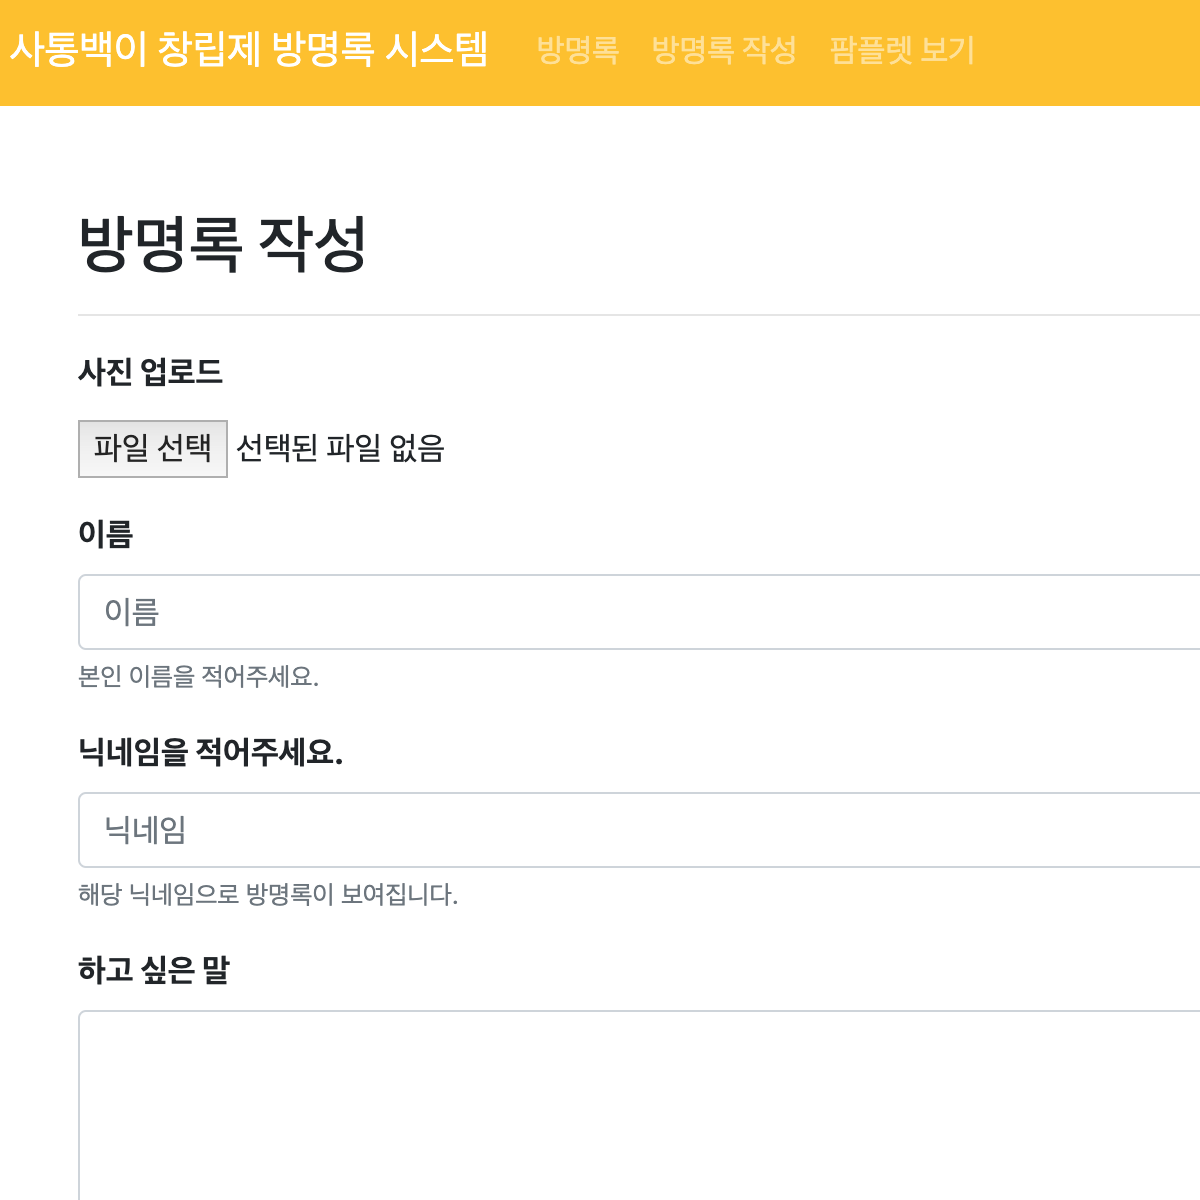 사통백이 창립제 방명록 시스템 방명록 방명록 작성 팜플렛 보기
방명록 작성
사진 업로드
파일 선택 선택된 파일 없음
이름
이름
본인 이름을 적어주세요.
닉네임을 적어주세요.
닉네임
해당 닉네임으로 방명록이 보여집니다.
하고 싶은 말